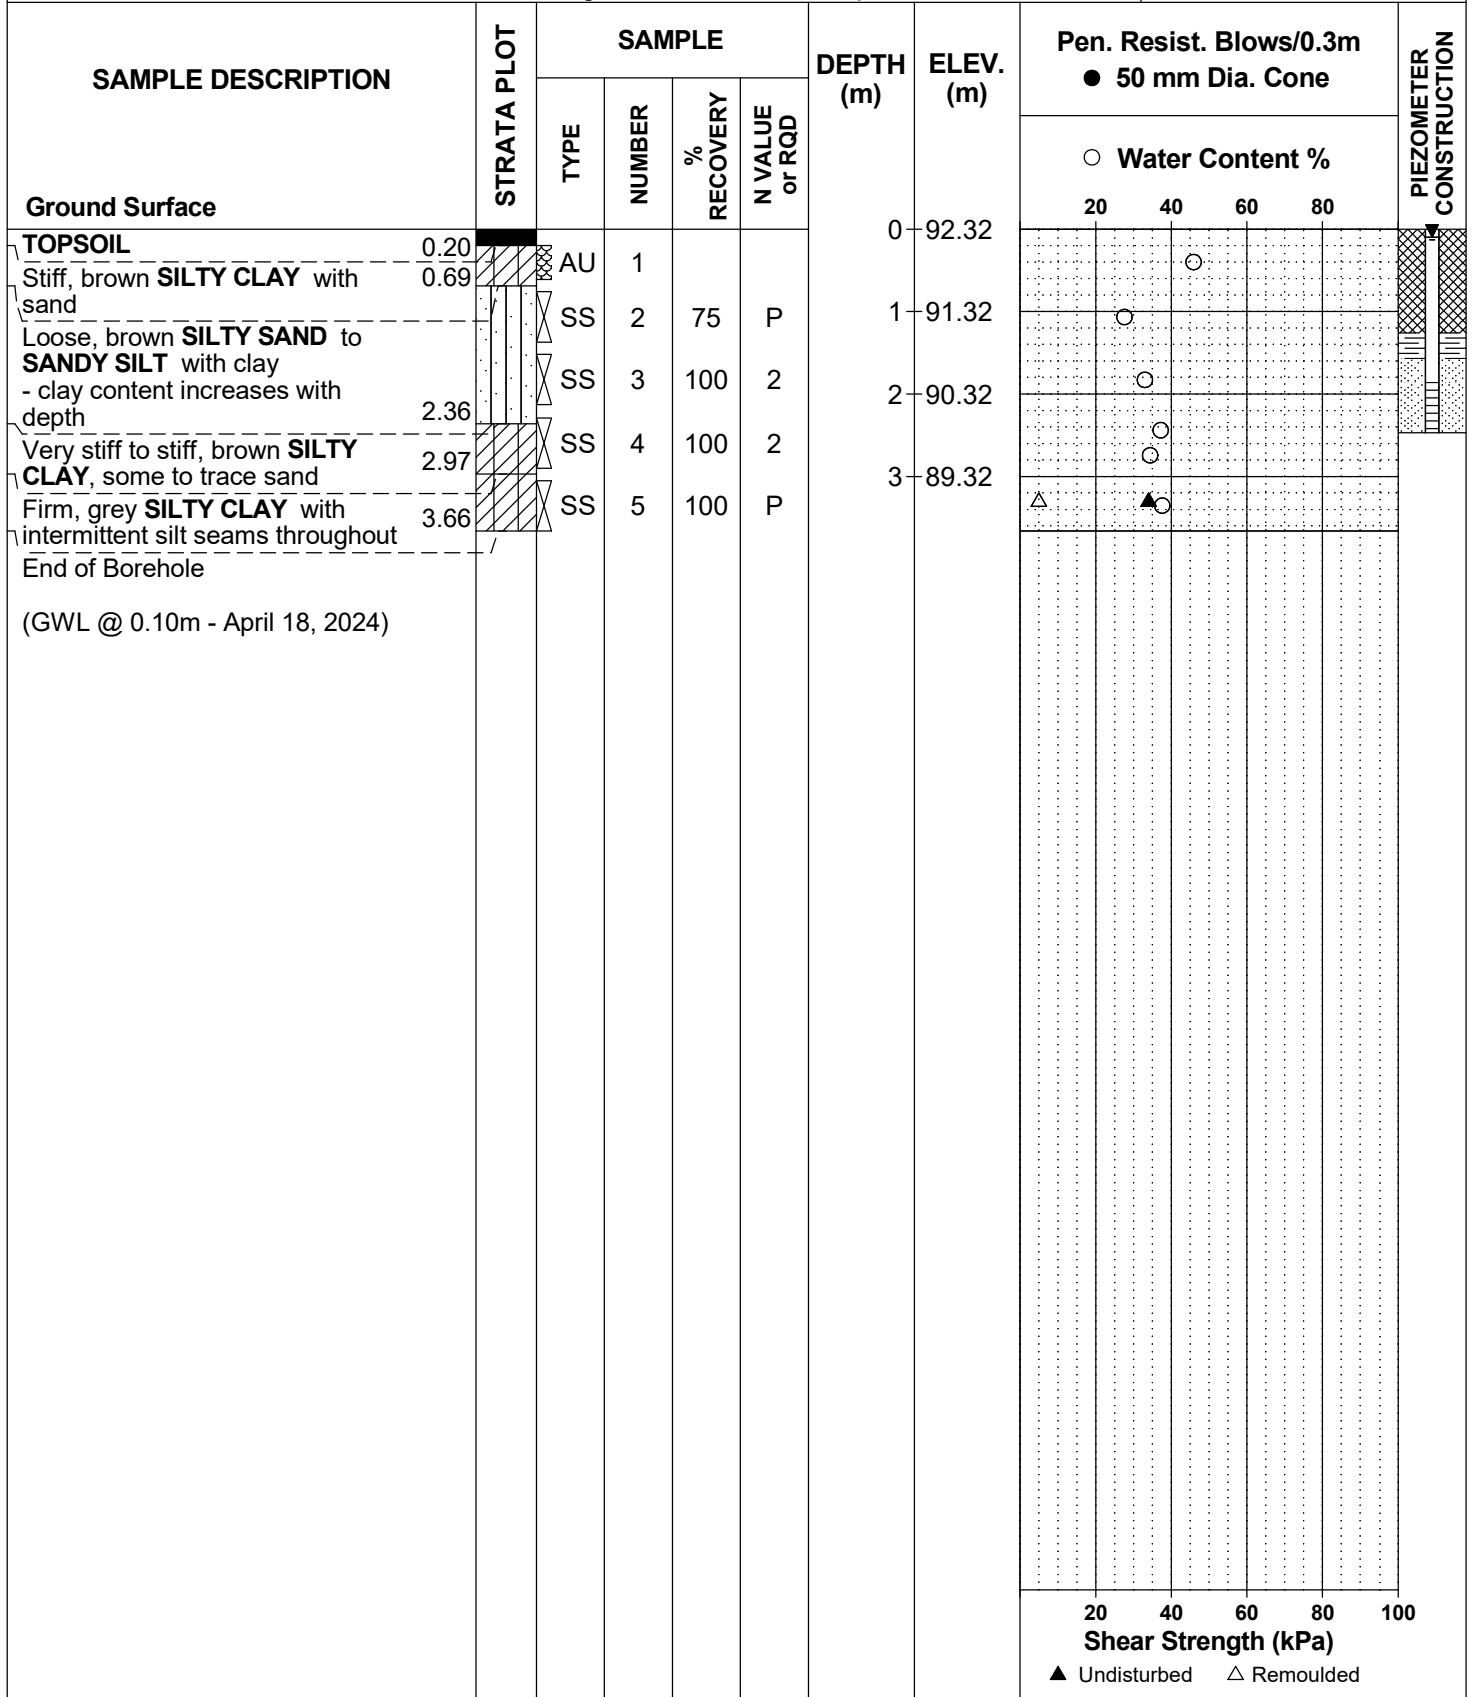 SAMPLE DESCRIPTION
Ground Surface
STRATA PLOT
SAMPLE
TYPE
NUMBER
%
RECOVERY
N VALUE
or RQD
DEPTH
(m)
ELEV.
(m)
Pen. Resist. Blows/0.3m
● 50 mm Dia. Cone
○ Water Content %
20 40 60 80
PIEZOMETER
CONSTRUCTION
TOPSOIL 0.20
Stiff, brown SILTY CLAY with 0.69
sand
Loose, brown SILTY SAND to
SANDY SILT with clay
- clay content increases with
depth 2.36
Very stiff to stiff, brown SILTY
CLAY, some to trace sand 2.97
Firm, grey SILTY CLAY with 3.66
intermittent silt seams throughout
End of Borehole
(GWL @ 0.10m - April 18, 2024)
AU 1
SS 2 75 P
SS 3 100 2
SS 4 100 2
SS 5 100 P
0 92.32
1 91.32
2 90.32
3 89.32
20 40 60 80 100
Shear Strength (kPa)
▲ Undisturbed △ Remoulded